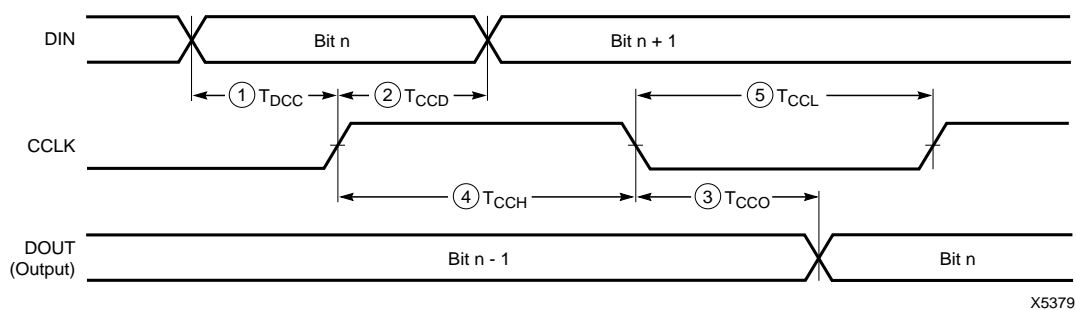 DIN
Bit n
Bit n + 1
1 TDCC
2 TCCD
5 TCCL
CCLK
4 TCCH
3 TCCO
DOUT
(Output)
Bit n - 1
Bit n
X5379